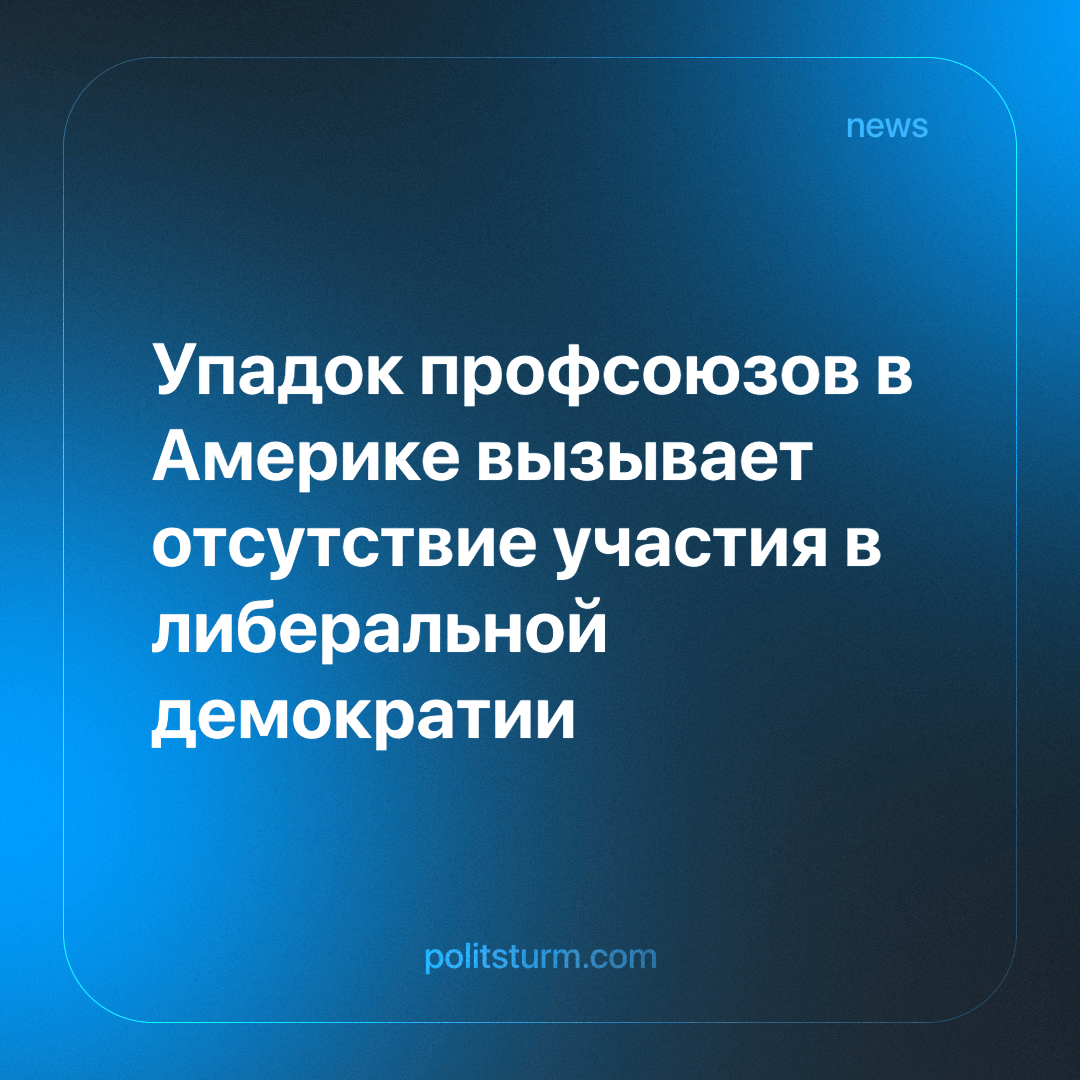 news
Упадок профсоюзов в
Америке вызывает
отсутствие участия в
либеральной
демократии
politsturm.com